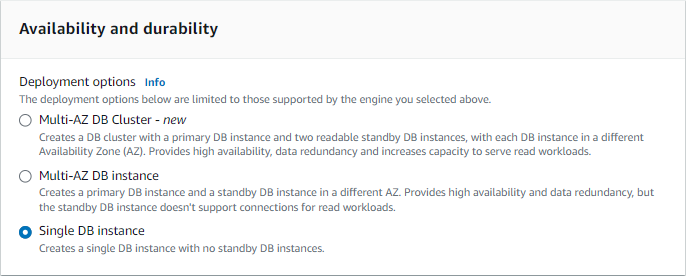 Availability and durability
Deployment options Info
The deployment options below are limited to those supported by the engine you selected above.
Multi-AZ DB Cluster - new
Creates a DB cluster with a primary DB instance and two readable standby DB instances, with each DB instance in a different
Availability Zone (AZ). Provides high availability, data redundancy and increases capacity to serve read workloads.
Multi-AZ DB instance
Creates a primary DB instance and a standby DB instance in a different AZ. Provides high availability and data redundancy, but
the standby DB instance doesn't support connections for read workloads.
Single DB instance
Creates a single DB instance with no standby DB instances.